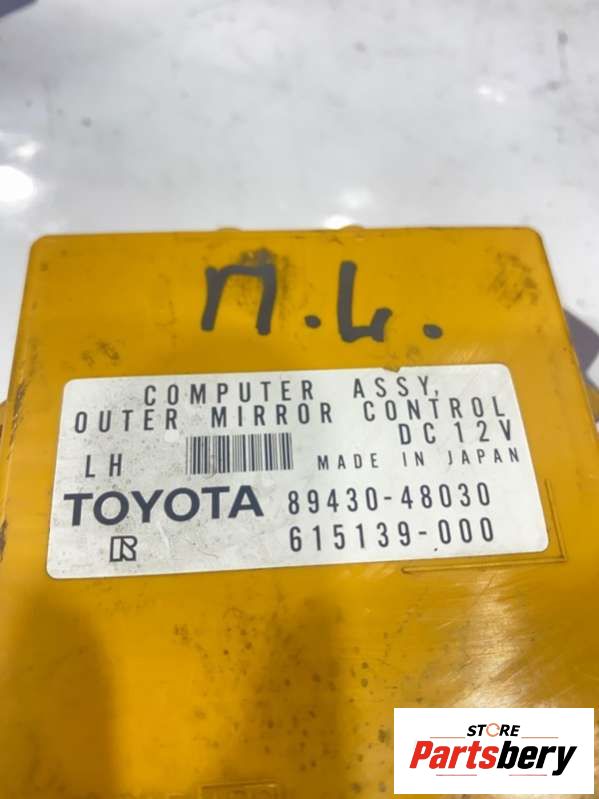 П.Ч.
COMPUTER ASSY,
OUTER MIRROR CONTROL
DC 12V
LH MADE IN JAPAN
TOYOTA 89430-48030
R 615139-000
STORE
Partsbery